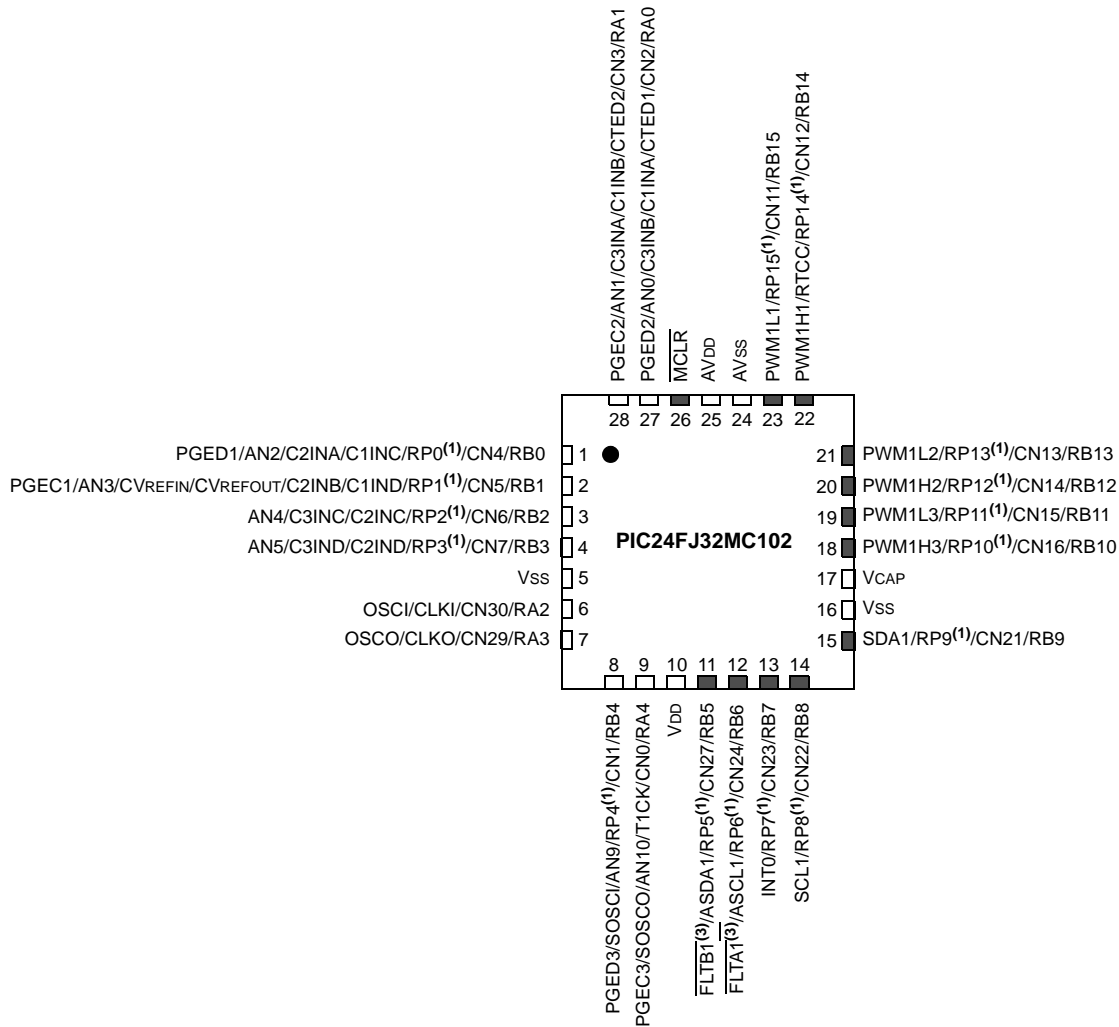 PGEC2/AN1/C3INA/C1INB/CTED2/CN3/RA1
PGED2/AN0/C3INB/C1INA/CTED1/CN2/RA0
MCLR
AVDD
AVSS
PWM1L1/RP15(1)/CN11/RB15
PWM1H1/RTCC/RP14(1)/CN12/RB14
28 27 26 25 24 23 22
PGED1/AN2/C2INA/C1INC/RP0(1)/CN4/RB0 1
PGEC1/AN3/CVREFIN/CVREFOUT/C2INB/C1IND/RP1(1)/CN5/RB1 2
AN4/C3INC/C2INC/RP2(1)/CN6/RB2 3
AN5/C3IND/C2IND/RP3(1)/CN7/RB3 4
VSS 5
OSCI/CLKI/CN30/RA2 6
OSCO/CLKO/CN29/RA3 7
PIC24FJ32MC102
21 PWM1L2/RP13(1)/CN13/RB13
20 PWM1H2/RP12(1)/CN14/RB12
19 PWM1L3/RP11(1)/CN15/RB11
18 PWM1H3/RP10(1)/CN16/RB10
17 VCAP
16 VSS
15 SDA1/RP9(1)/CN21/RB9
8 9 10 11 12 13 14
PGED3/SOSCI/AN9/RP4(1)/CN1/RB4
PGEC3/SOSCO/AN10/T1CK/CN0/RA4
VDD
FLTB1(3)/ASDA1/RP5(1)/CN27/RB5
FLTA1(3)/ASCL1/RP6(1)/CN24/RB6
INT0/RP7(1)/CN23/RB7
SCL1/RP8(1)/CN22/RB8